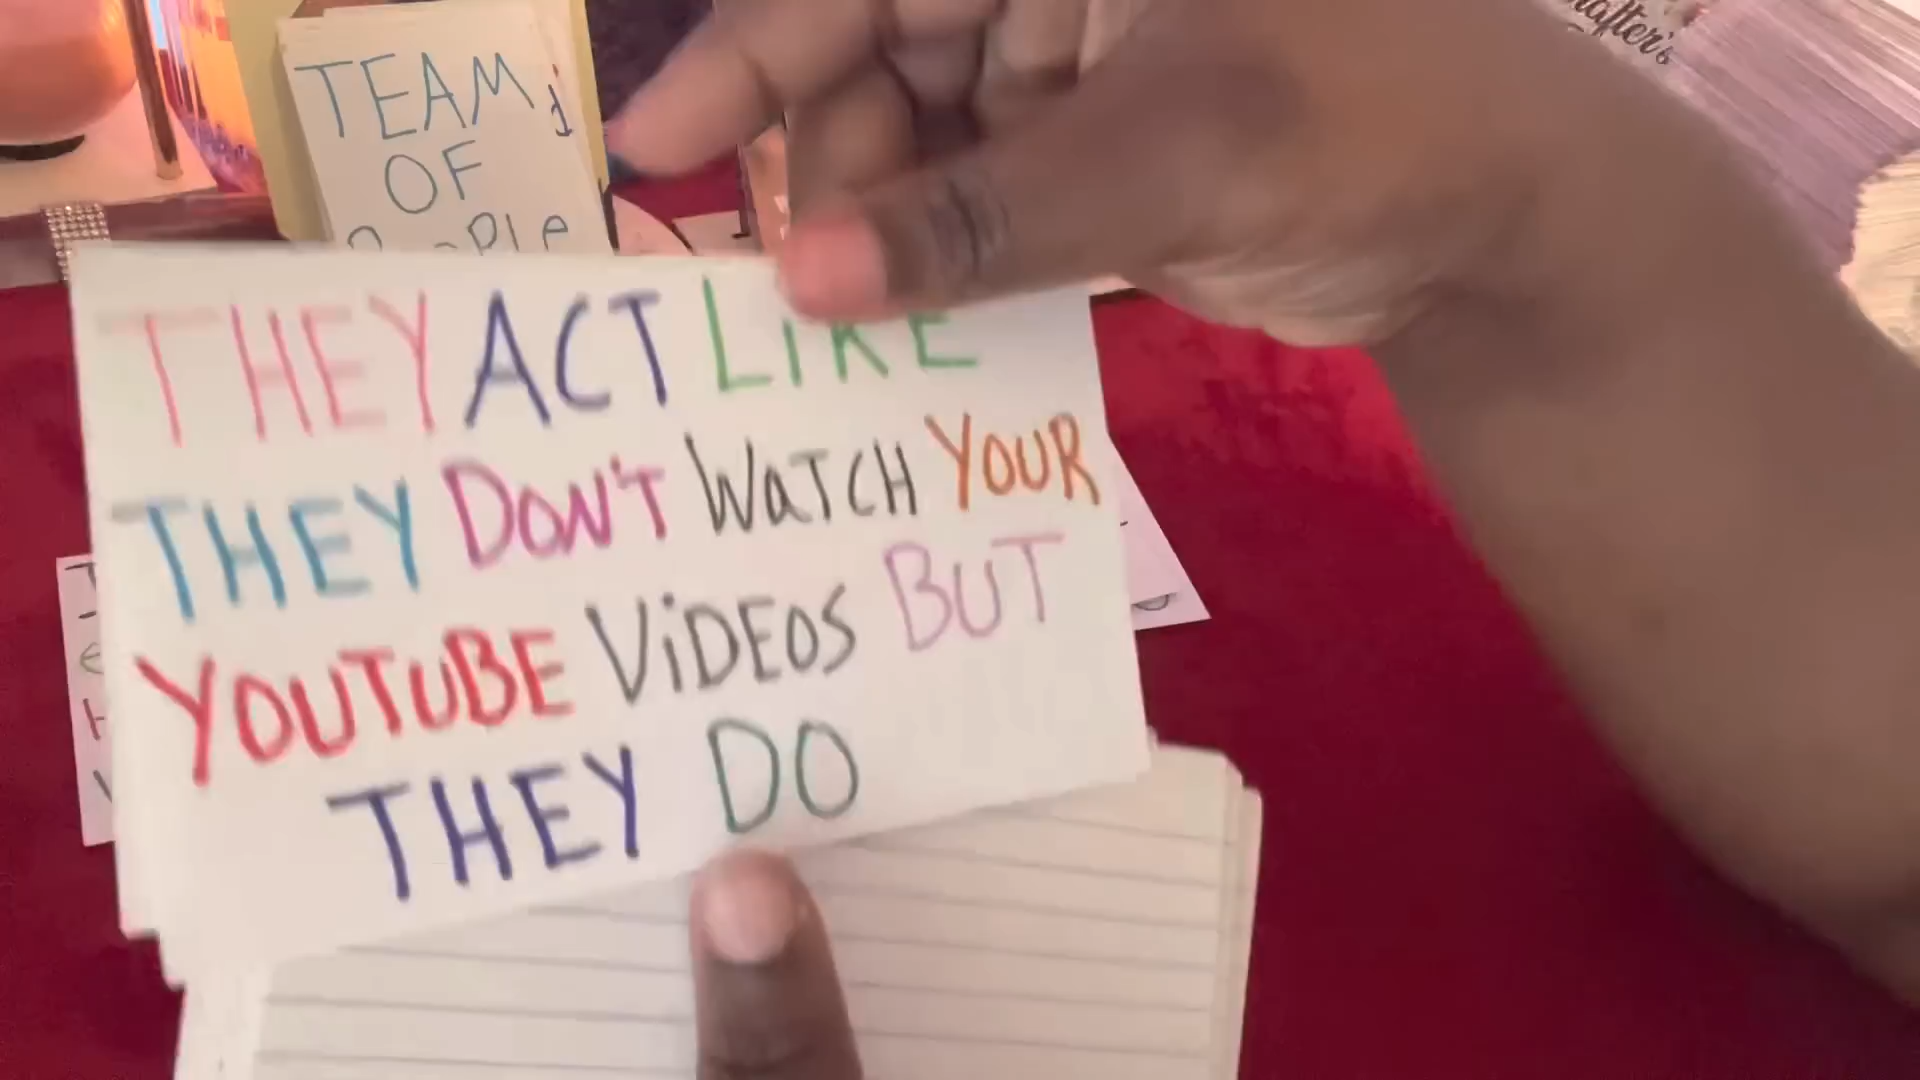 TEAM
OF
THEY ACT LIKE
THEY DON'T WATCH YOUR
YOUTUBE ViDEOS BUT
THEY DO